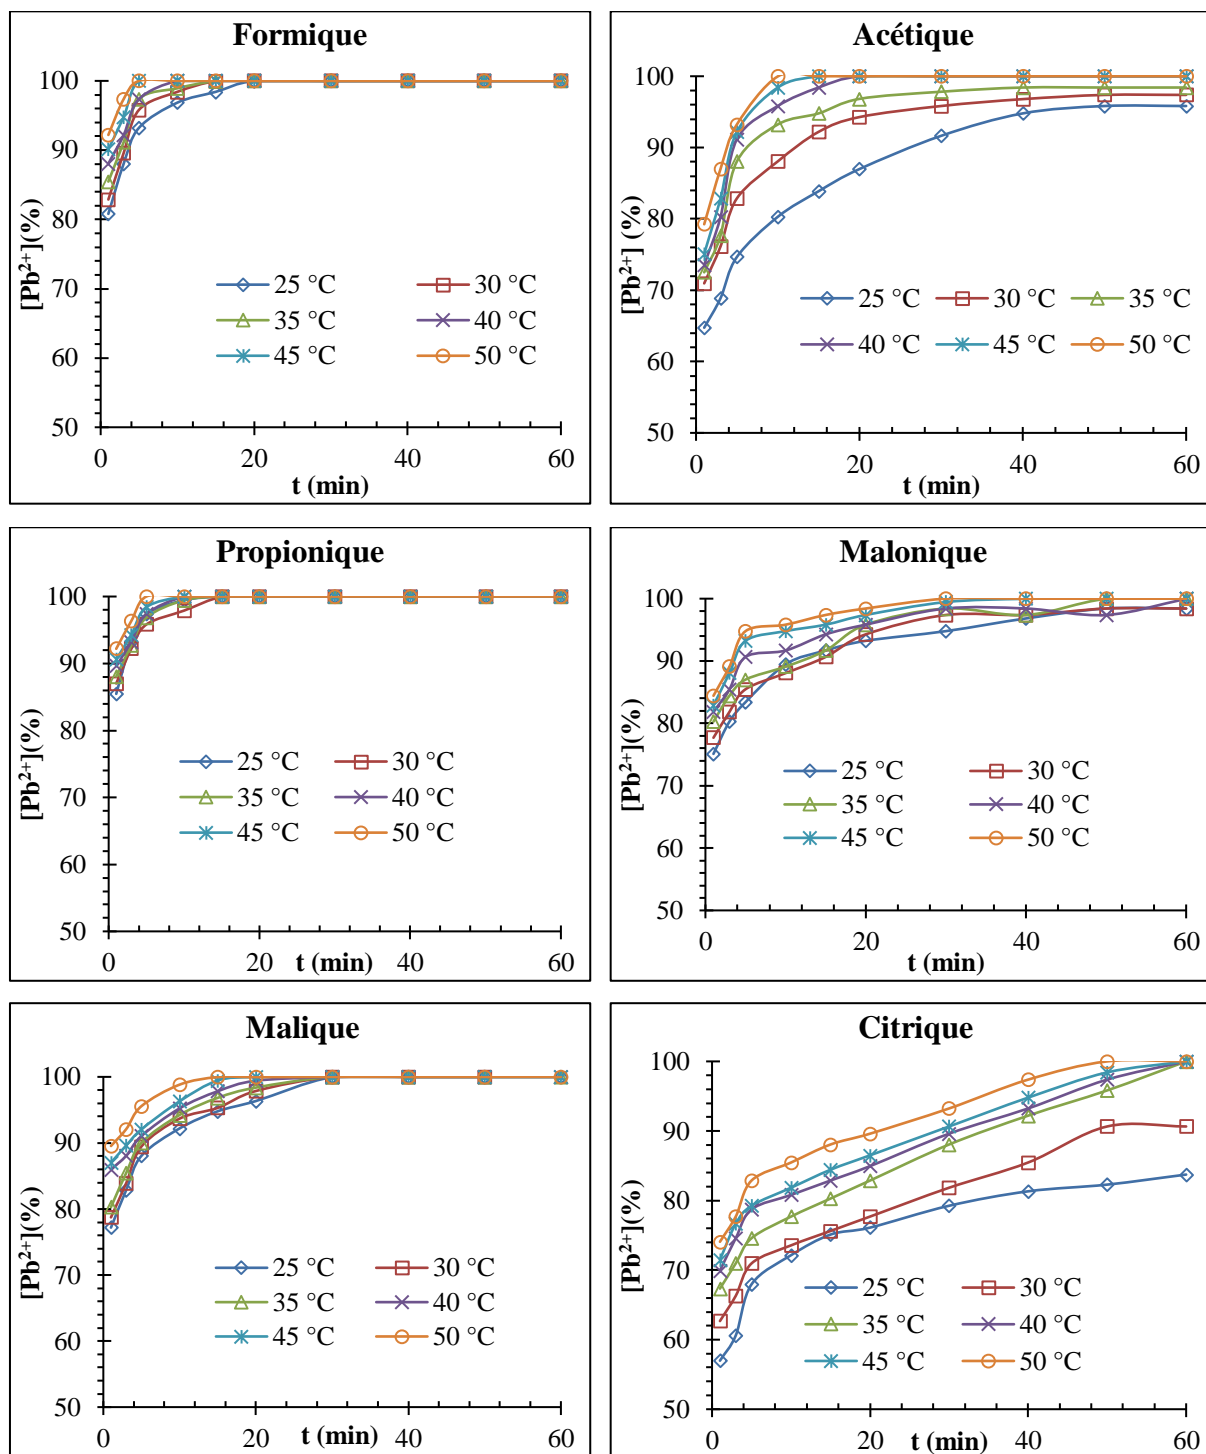 Formique
[Pb²⁺](%)
100
90
80
70
60
50
0 20 40 60
t (min)
25 °C 30 °C
35 °C 40 °C
45 °C 50 °C
Acétique
[Pb²⁺] (%)
100
90
80
70
60
50
0 20 40 60
t (min)
25 °C 30 °C 35 °C
40 °C 45 °C 50 °C
Propionique
[Pb²⁺](%)
100
90
80
70
60
50
0 20 40 60
t (min)
25 °C 30 °C
35 °C 40 °C
45 °C 50 °C
Malonique
[Pb²⁺](%)
100
90
80
70
60
50
0 20 40 60
t (min)
25 °C 30 °C
35 °C 40 °C
45 °C 50 °C
Malique
[Pb²⁺](%)
100
90
80
70
60
50
0 20 40 60
t (min)
25 °C 30 °C
35 °C 40 °C
45 °C 50 °C
Citrique
[Pb²⁺](%)
100
90
80
70
60
50
0 20 40 60
t (min)
25 °C 30 °C
35 °C 40 °C
45 °C 50 °C